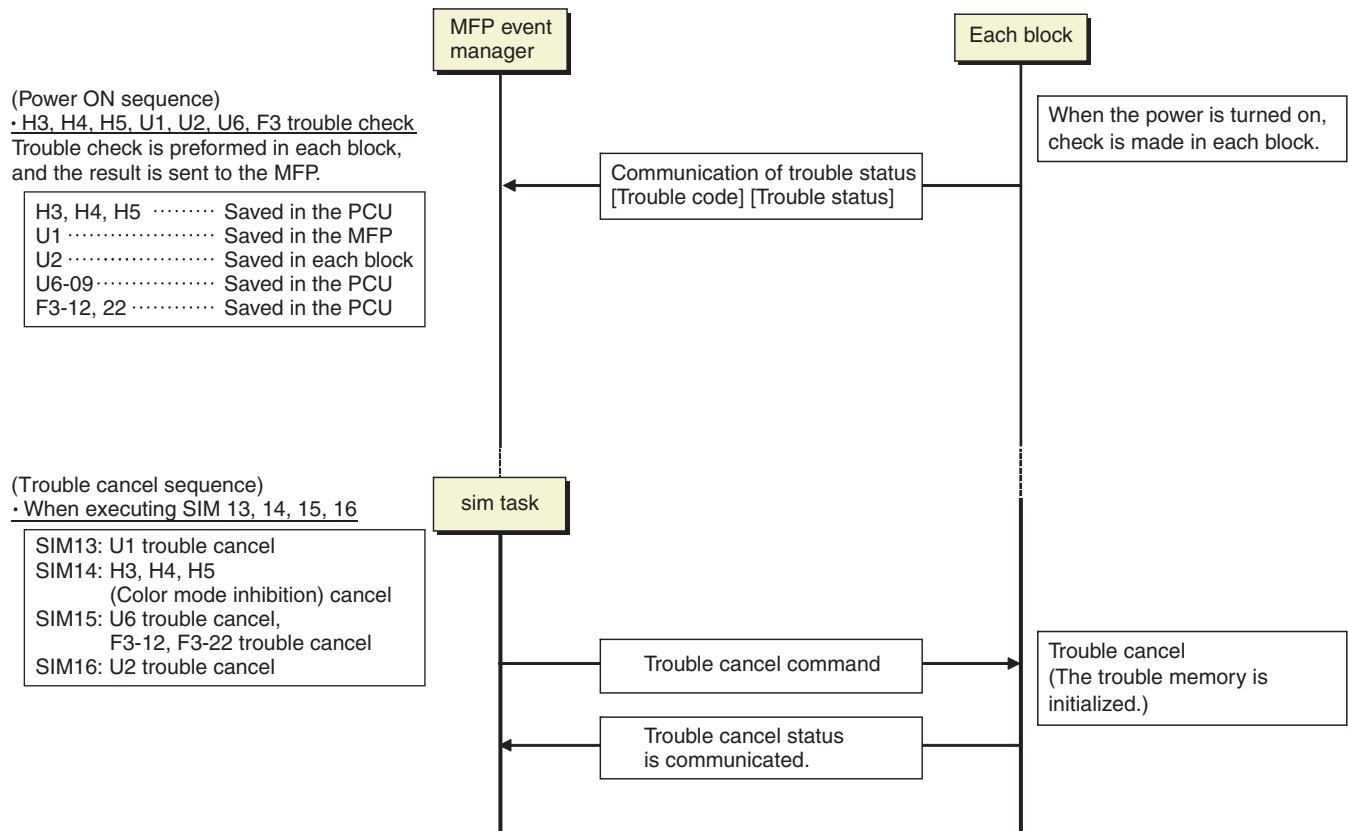 MFP event
manager
Each block
(Power ON sequence)
· H3, H4, H5, U1, U2, U6, F3 trouble check
Trouble check is preformed in each block,
and the result is sent to the MFP.
When the power is turned on,
check is made in each block.
Communication of trouble status
[Trouble code] [Trouble status]
H3, H4, H5 ········· Saved in the PCU
U1 ····················· Saved in the MFP
U2 ····················· Saved in each block
U6-09 ················· Saved in the PCU
F3-12, 22 ············ Saved in the PCU
(Trouble cancel sequence)
· When executing SIM 13, 14, 15, 16
sim task
SIM13: U1 trouble cancel
SIM14: H3, H4, H5
(Color mode inhibition) cancel
SIM15: U6 trouble cancel,
F3-12, F3-22 trouble cancel
SIM16: U2 trouble cancel
Trouble cancel command
Trouble cancel
(The trouble memory is
initialized.)
Trouble cancel status
is communicated.